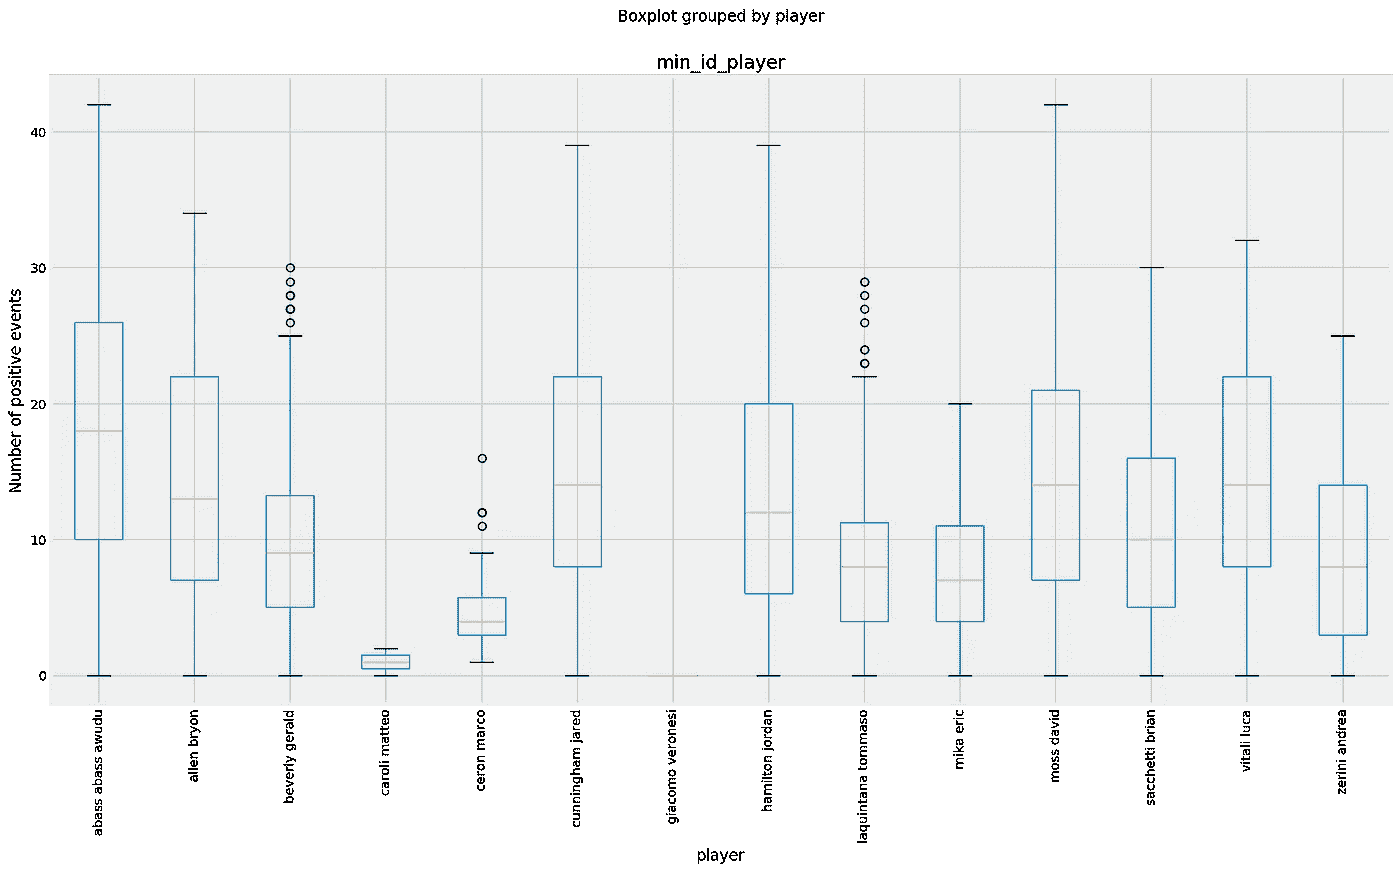 Boxplot grouped by player
min_id_player
Number of positive events
40
30
20
10
0
abass abass awudu
allen bryon
beverly gerald
caroli matteo
ceron marco
cunningham jared
giacomo veronesi
hamilton jordan
laquintana tommaso
mika eric
moss david
sacchetti brian
vitali luca
zerini andrea
player